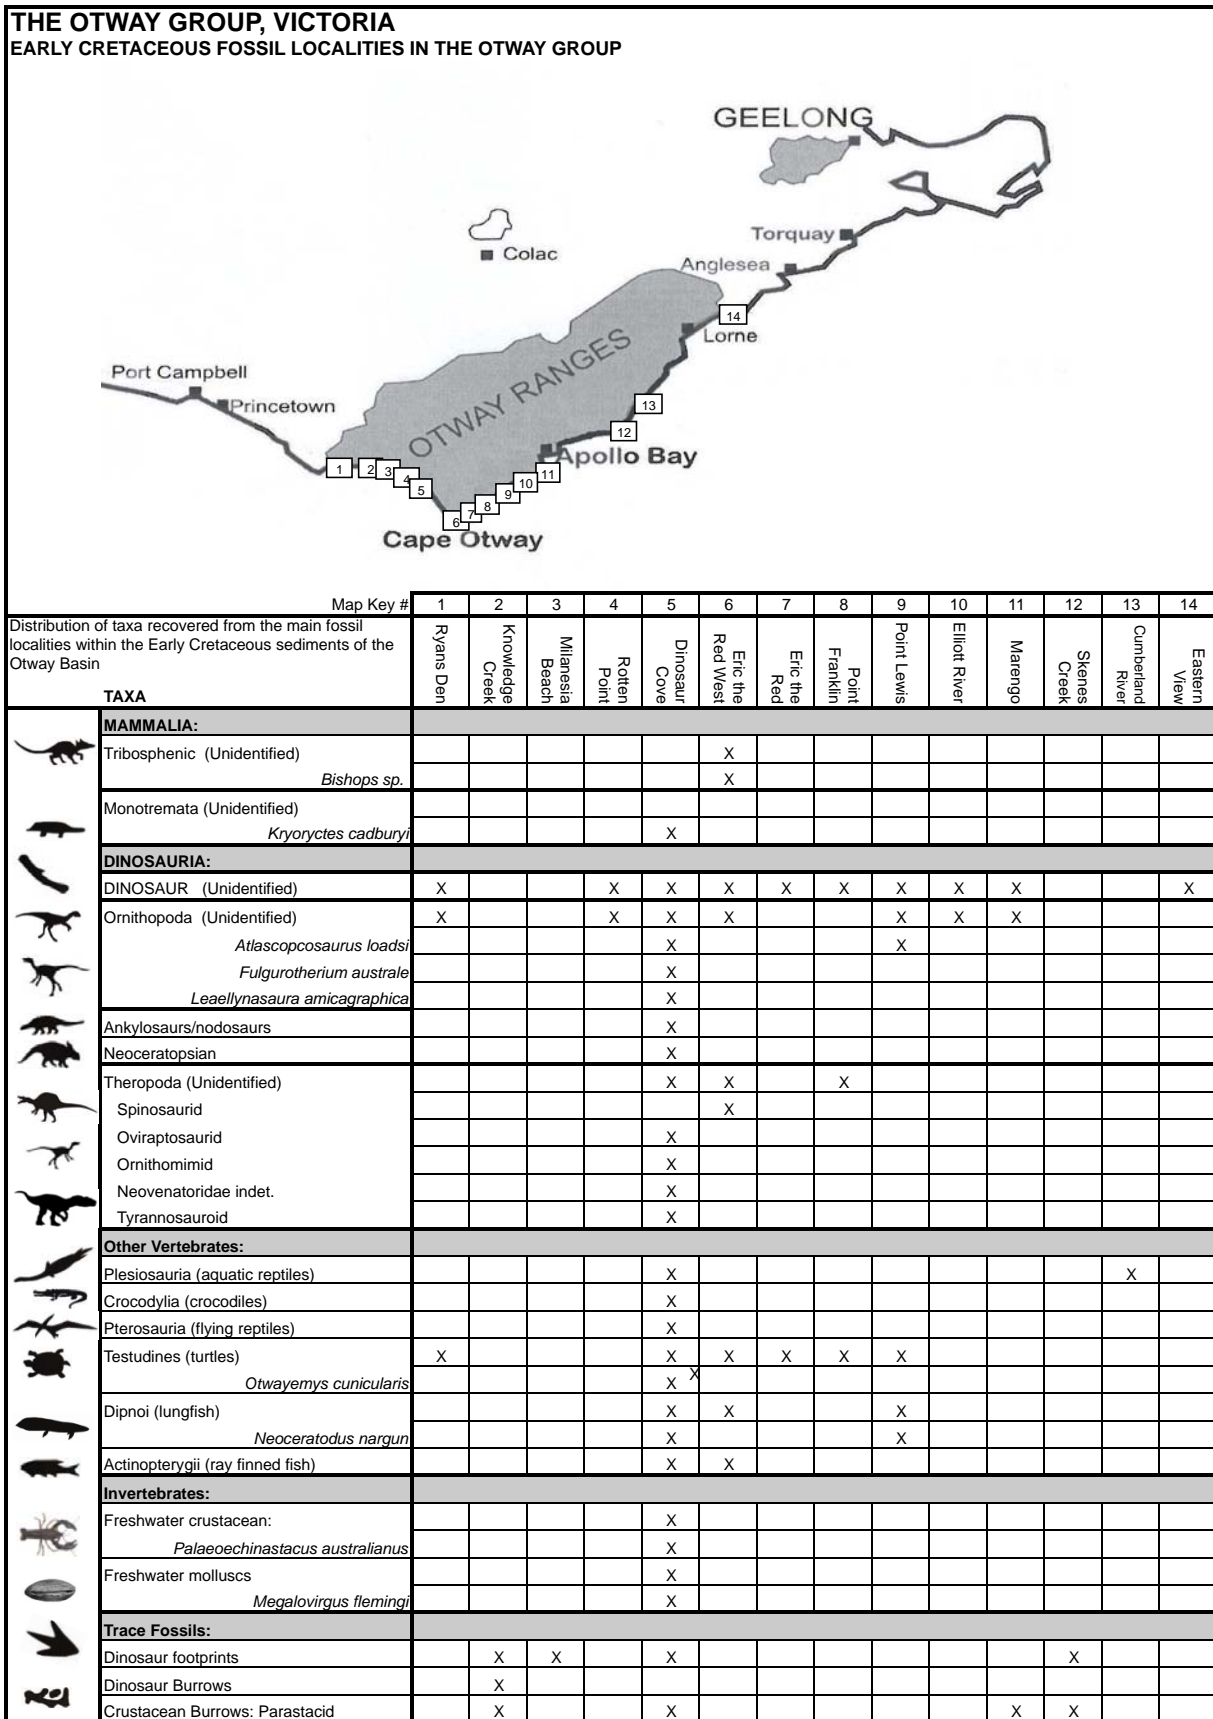 THE OTWAY GROUP, VICTORIA
EARLY CRETACEOUS FOSSIL LOCALITIES IN THE OTWAY GROUP
GEELONG
Torquay
Colac
Anglesea
14
Lorne
OTWAY RANGES
Port Campbell
Princetown
13
12
Apollo Bay
1 2 3 4 5 6 7 8 9 10 11
Cape Otway
Map Key # 1 2 3 4 5 6 7 8 9 10 11 12 13 14
Distribution of taxa recovered from the main fossil
localities within the Early Cretaceous sediments of the
Otway Basin
TAXA
Ryans Den
Knowledge
Creek
Milanesia
Beach
Rotten
Point
Dinosaur
Cove
Eric the
Red West
Eric the
Red
Point
Franklin
Point Lewis
Elliott River
Marengo
Skenes
Creek
Cumberland
River
Eastern
View
MAMMALIA:
Tribosphenic (Unidentified) X
Bishops sp. X
Monotremata (Unidentified)
Kryoryctes cadburyi X
DINOSAURIA:
DINOSAUR (Unidentified) X X X X X X X X X X
Ornithopoda (Unidentified) X X X X X X X
Atlascopcosaurus loadsi X X
Fulgurotherium australe X
Leaellynasaura amicagraphica X
Ankylosaurs/nodosaurs X
Neoceratopsian X
Theropoda (Unidentified) X X X
Spinosaurid X
Oviraptosaurid X
Ornithomimid X
Neovenatoridae indet. X
Tyrannosauroid X
Other Vertebrates:
Plesiosauria (aquatic reptiles) X X
Crocodylia (crocodiles) X
Pterosauria (flying reptiles) X
Testudines (turtles) X X X X X X
Otwayemys cunicularis X X
Dipnoi (lungfish) X X X
Neoceratodus nargun X X
Actinopterygii (ray finned fish) X X
Invertebrates:
Freshwater crustacean: X
Palaeoechinastacus australianus X
Freshwater molluscs X
Megalovirgus flemingi X
Trace Fossils:
Dinosaur footprints X X X X
Dinosaur Burrows X
Crustacean Burrows: Parastacid X X X X